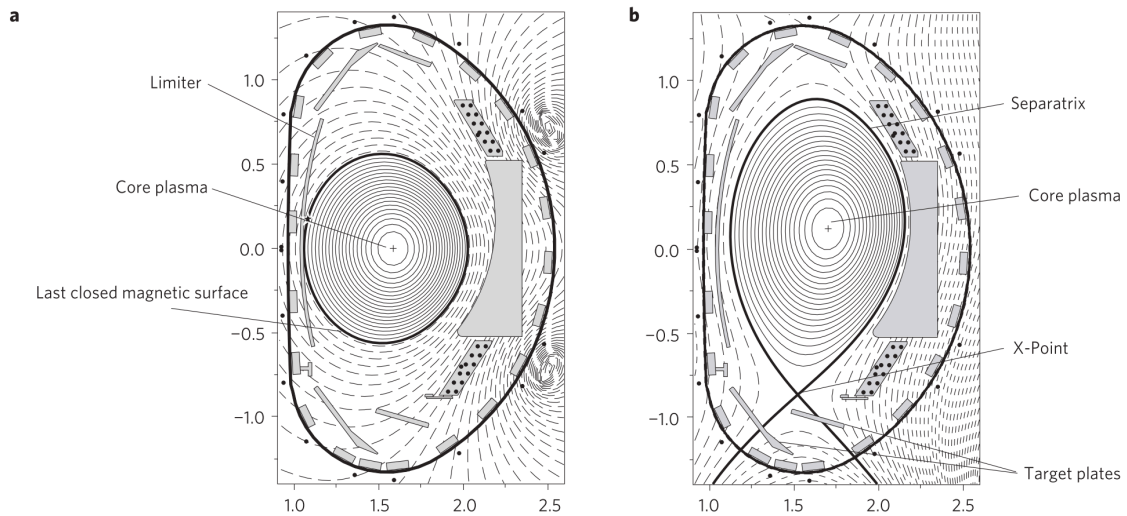 a
1.0
0.5
0.0
−0.5
−1.0
1.0
1.5
2.0
2.5
Limiter
Core plasma
Last closed magnetic surface
b
1.0
0.5
0.0
−0.5
−1.0
1.0
1.5
2.0
2.5
Separatrix
Core plasma
X-Point
Target plates